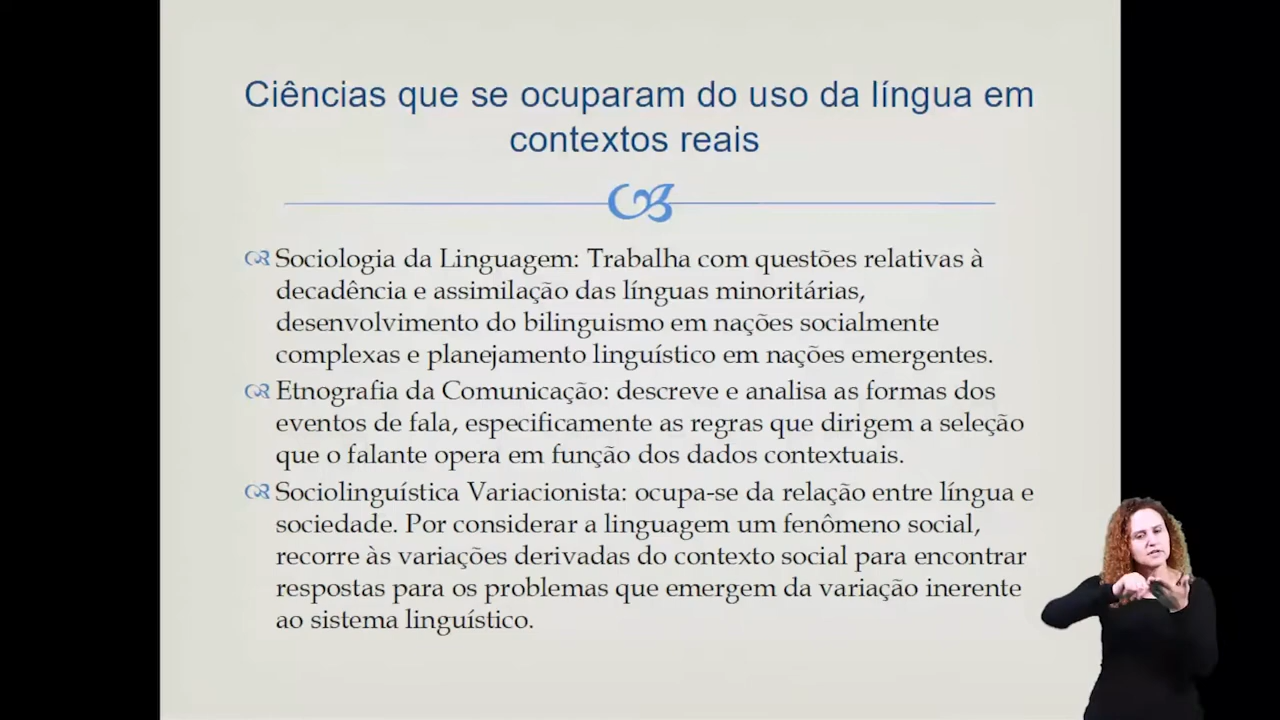 Ciências que se ocuparam do uso da língua em
contextos reais
Sociologia da Linguagem: Trabalha com questões relativas à
decadência e assimilação das línguas minoritárias,
desenvolvimento do bilinguismo em nações socialmente
complexas e planejamento linguístico em nações emergentes.
Etnografia da Comunicação: descreve e analisa as formas dos
eventos de fala, especificamente as regras que dirigem a seleção
que o falante opera em função dos dados contextuais.
Sociolinguística Variacionista: ocupa-se da relação entre língua e
sociedade. Por considerar a linguagem um fenômeno social,
recorre às variações derivadas do contexto social para encontrar
respostas para os problemas que emergem da variação inerente
ao sistema linguístico.